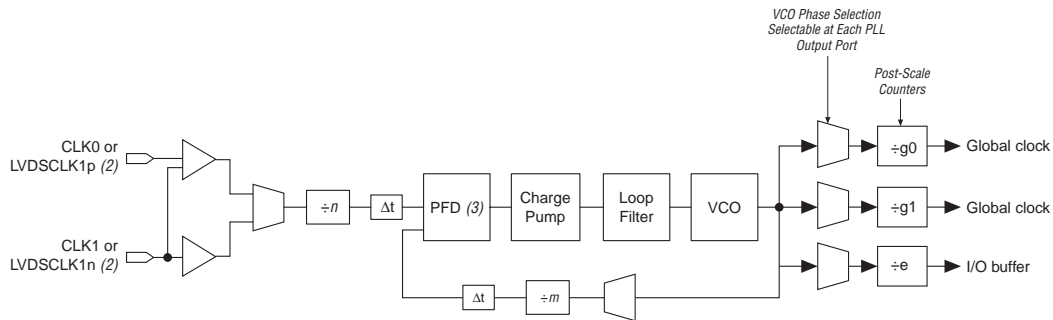 VCO Phase Selection
Selectable at Each PLL
Output Port
Post-Scale
Counters
CLK0 or
LVDSCLK1p (2)
÷g0
Global clock
÷n
Δt
PFD (3)
Charge
Pump
Loop
Filter
VCO
÷g1
Global clock
CLK1 or
LVDSCLK1n (2)
÷e
I/O buffer
Δt
÷m